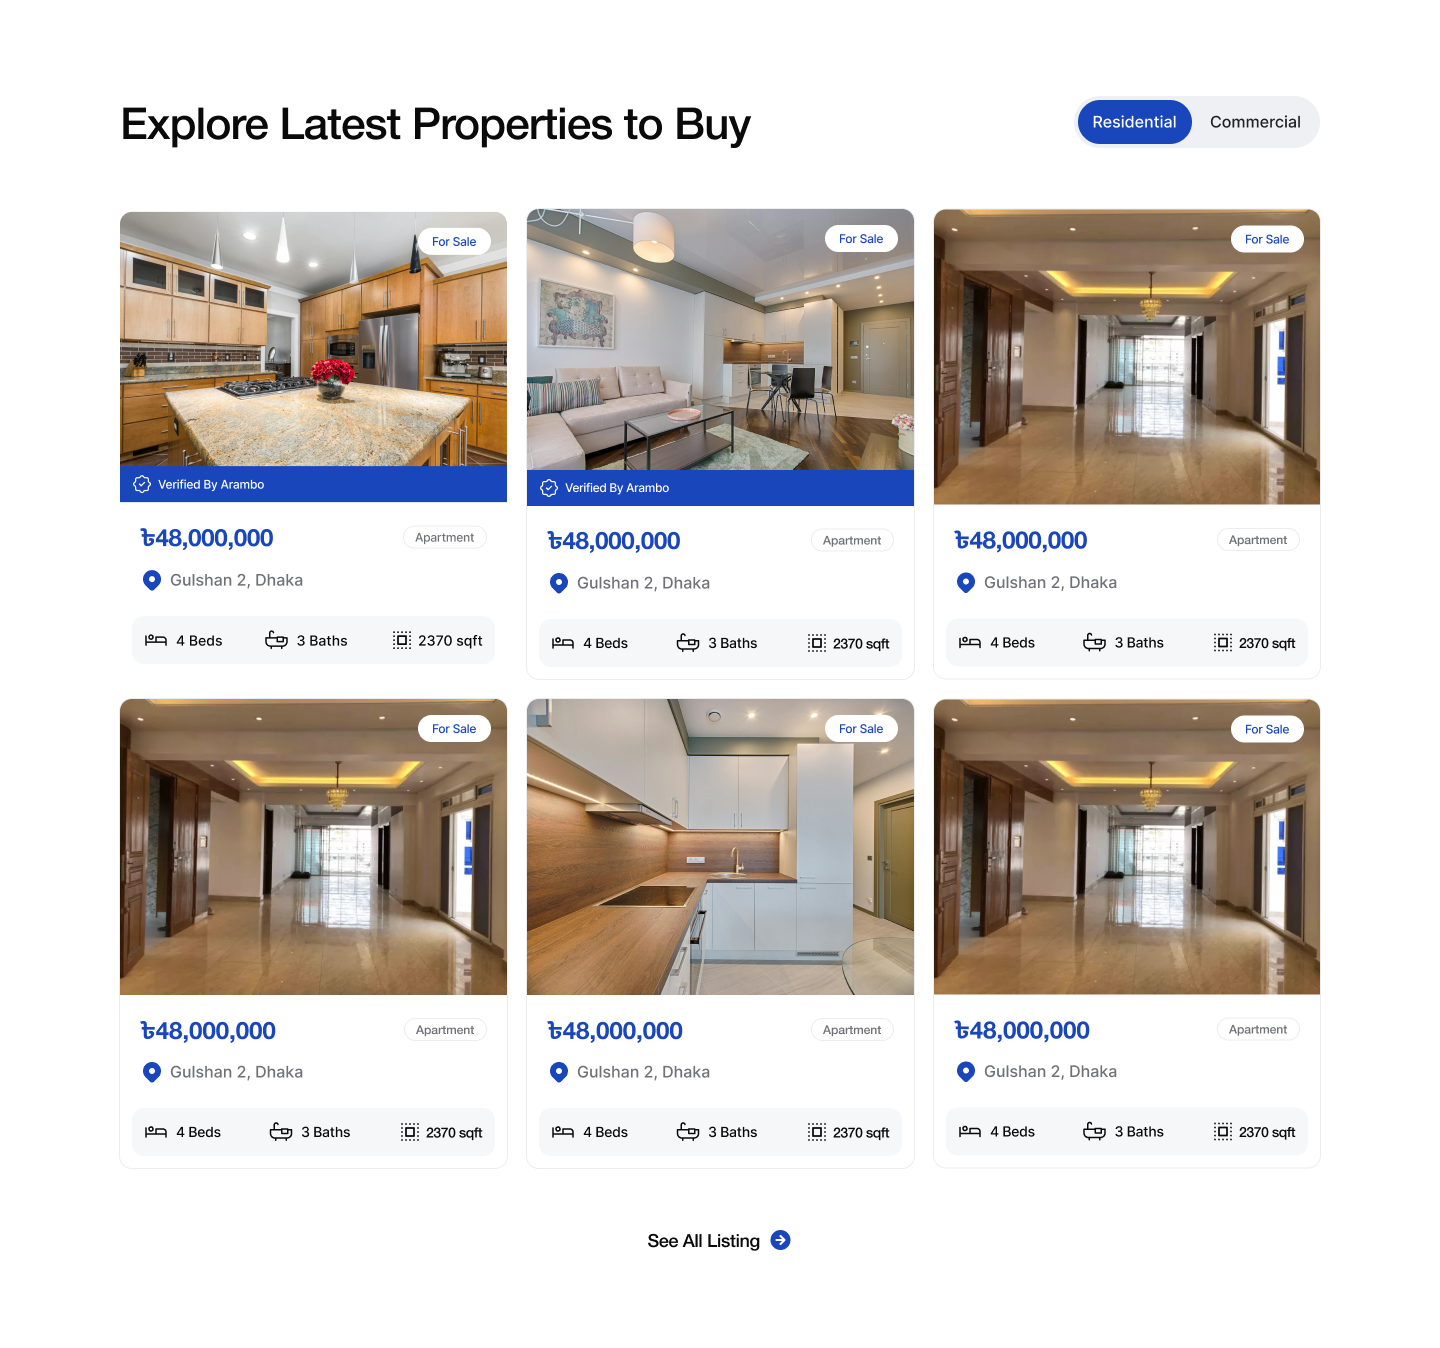 Explore Latest Properties to Buy
Residential
Commercial
For Sale
Verified By Arambo
৳48,000,000
Apartment
Gulshan 2, Dhaka
4 Beds
3 Baths
2370 sqft
For Sale
Verified By Arambo
৳48,000,000
Apartment
Gulshan 2, Dhaka
4 Beds
3 Baths
2370 sqft
For Sale
৳48,000,000
Apartment
Gulshan 2, Dhaka
4 Beds
3 Baths
2370 sqft
For Sale
৳48,000,000
Apartment
Gulshan 2, Dhaka
4 Beds
3 Baths
2370 sqft
For Sale
৳48,000,000
Apartment
Gulshan 2, Dhaka
4 Beds
3 Baths
2370 sqft
For Sale
৳48,000,000
Apartment
Gulshan 2, Dhaka
4 Beds
3 Baths
2370 sqft
See All Listing